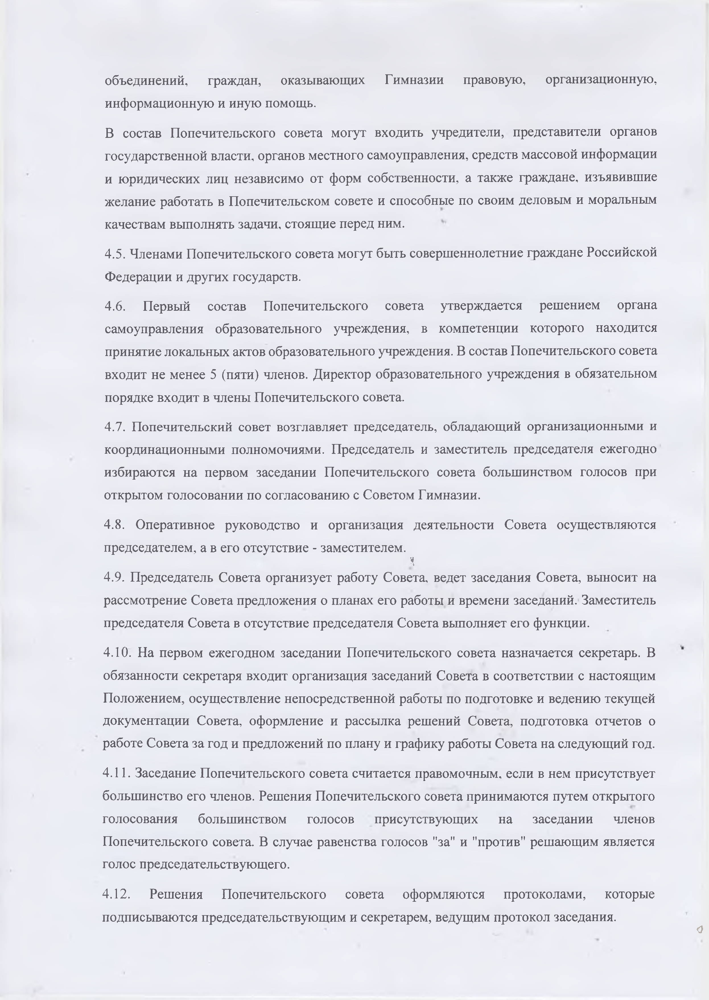 объединений, граждан, оказывающих Гимназии правовую, организационную,
информационную и иную помощь.
В состав Попечительского совета могут входить учредители, представители органов
государственной власти, органов местного самоуправления, средств массовой информации
и юридических лиц независимо от форм собственности, а также граждане, изъявившие
желание работать в Попечительском совете и способные по своим деловым и моральным
качествам выполнять задачи, стоящие перед ним.
4.5. Членами Попечительского совета могут быть совершеннолетние граждане Российской
Федерации и других государств.
4.6. Первый состав Попечительского совета утверждается решением органа
самоуправления образовательного учреждения, в компетенции которого находится
принятие локальных актов образовательного учреждения. В состав Попечительского совета
входит не менее 5 (пяти) членов. Директор образовательного учреждения в обязательном
порядке входит в члены Попечительского совета.
4.7. Попечительский совет возглавляет председатель, обладающий организационными и
координационными полномочиями. Председатель и заместитель председателя ежегодно
избираются на первом заседании Попечительского совета большинством голосов при
открытом голосовании по согласованию с Советом Гимназии.
4.8. Оперативное руководство и организация деятельности Совета осуществляются
председателем, а в его отсутствие - заместителем.
4.9. Председатель Совета организует работу Совета, ведет заседания Совета, выносит на
рассмотрение Совета предложения о планах его работы и времени заседаний. Заместитель
председателя Совета в отсутствие председателя Совета выполняет его функции.
4.10. На первом ежегодном заседании Попечительского совета назначается секретарь. В
обязанности секретаря входит организация заседаний Совета в соответствии с настоящим
Положением, осуществление непосредственной работы по подготовке и ведению текущей
документации Совета, оформление и рассылка решений Совета, подготовка отчетов о
работе Совета за год и предложений по плану и графику работы Совета на следующий год.
4.11. Заседание Попечительского совета считается правомочным, если в нем присутствует
большинство его членов. Решения Попечительского совета принимаются путем открытого
голосования большинством голосов присутствующих на заседании членов
Попечительского совета. В случае равенства голосов "за" и "против" решающим является
голос председательствующего.
4.12. Решения Попечительского совета оформляются протоколами, которые
подписываются председательствующим и секретарем, ведущим протокол заседания.